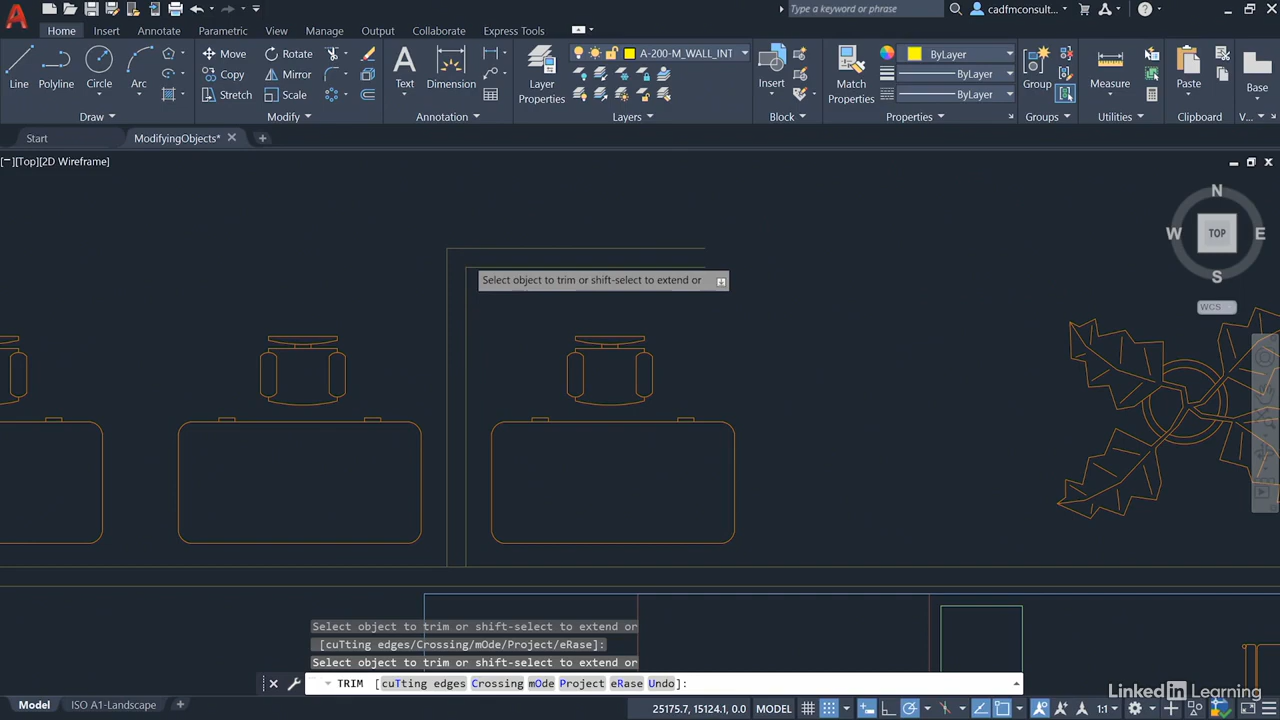 Type a keyword or phrase
cadfmconsult...
Home Insert Annotate Parametric View Manage Output Collaborate Express Tools
Line Polyline Circle Arc
Move Rotate
Copy Mirror
Stretch Scale
Text Dimension
Layer Properties
A-200-M_WALL_INT
Insert
Match Properties
ByLayer
ByLayer
ByLayer
Group
Measure
Paste
Base
Draw Modify Annotation Layers Block Properties Groups Utilities Clipboard V...
Start ModifyingObjects*
[Top][2D Wireframe]
N
W TOP E
S
WCS
Select object to trim or shift-select to extend or
Select object to trim or shift-select to extend or
[cuTting edges/Crossing/mOde/Project/eRase]:
Select object to trim or shift-select to extend or
TRIM [cuTting edges Crossing mOde Project eRase Undo]:
LinkedIn Learning
Model ISO A1-Landscape
25175.7, 15124.1, 0.0 MODEL 1:1